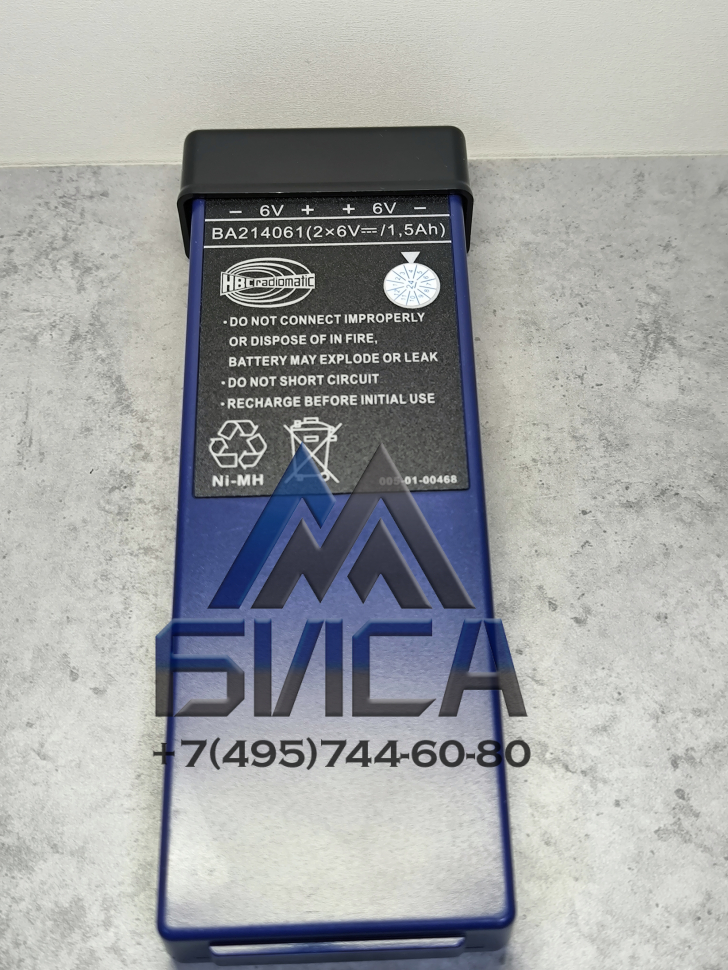 − 6V + + 6V −
BA214061(2×6V⎓/1,5Ah)
HBC radiomatic
•DO NOT CONNECT IMPROPERLY
OR DISPOSE OF IN FIRE,
BATTERY MAY EXPLODE OR LEAK
•DO NOT SHORT CIRCUIT
•RECHARGE BEFORE INITIAL USE
Ni-MH
005-01-00468
БИСА
+7(495)744-60-80